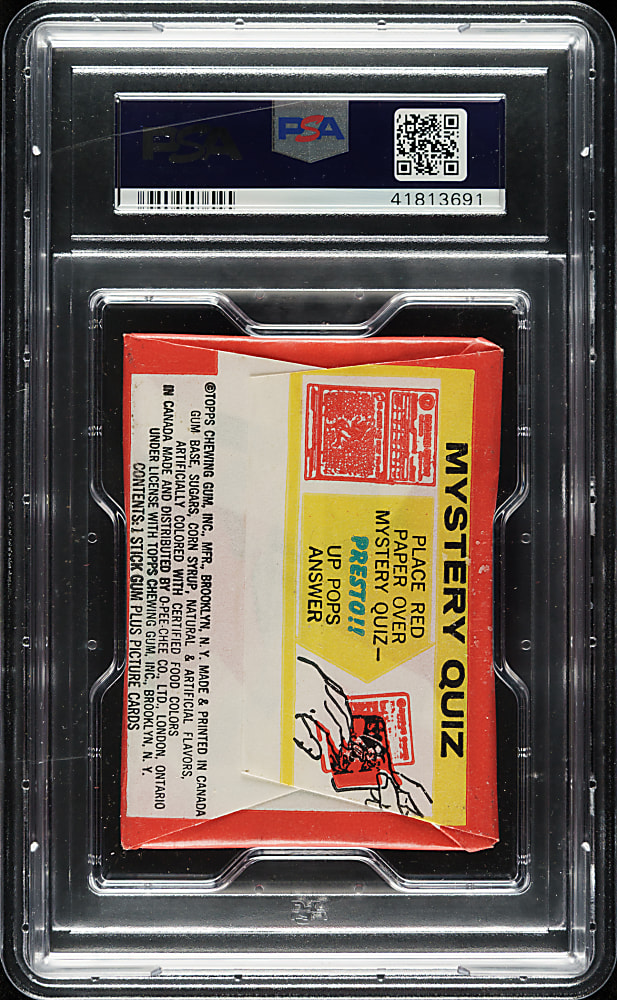 PSA
PSA
41813691
MYSTERY QUIZ
PLACE RED
PAPER OVER
MYSTERY QUIZ—
PRESTO!!
UP POPS
ANSWER
©TOPPS CHEWING GUM, INC., MFR., BROOKLYN, N.Y. MADE & PRINTED IN CANADA
GUM BASE, SUGARS, CORN SYRUP, NATURAL & ARTIFICIAL FLAVORS,
ARTIFICIALLY COLORED WITH CERTIFIED FOOD COLORS
IN CANADA MADE AND DISTRIBUTED BY O-PEE-CHEE CO., LTD., LONDON, ONTARIO
UNDER LICENSE WITH TOPPS CHEWING GUM, INC., BROOKLYN, N. Y.
CONTENTS: 1 STICK GUM PLUS PICTURE CARDS